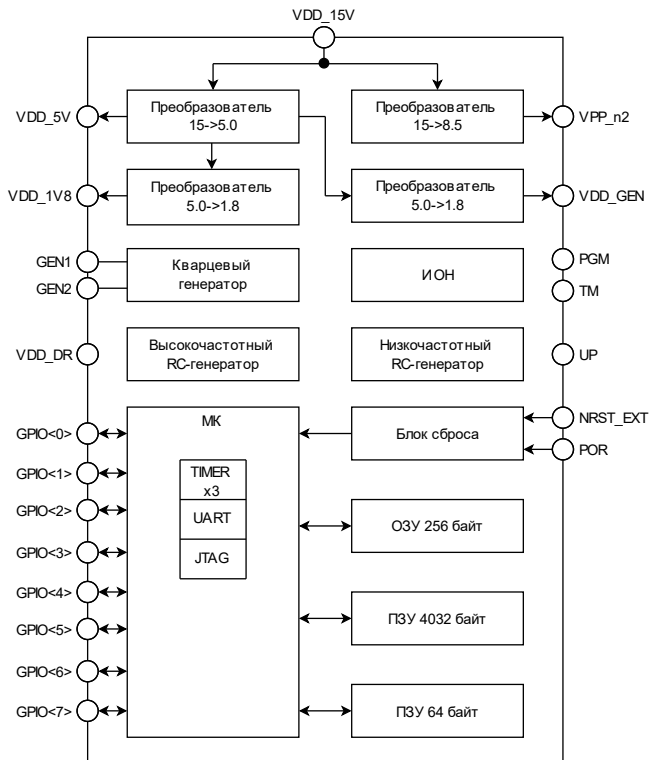 VDD_15V
VDD_5V
Преобразователь
15->5.0
Преобразователь
15->8.5
VPP_n2
VDD_1V8
Преобразователь
5.0->1.8
Преобразователь
5.0->1.8
VDD_GEN
GEN1
GEN2
Кварцевый
генератор
ИОН
PGM
TM
VDD_DR
Высокочастотный
RC-генератор
Низкочастотный
RC-генератор
UP
МК
GPIO<0>
Блок сброса
NRST_EXT
POR
GPIO<1>
TIMER
x3
GPIO<2>
UART
ОЗУ 256 байт
GPIO<3>
JTAG
GPIO<4>
GPIO<5>
ПЗУ 4032 байт
GPIO<6>
GPIO<7>
ПЗУ 64 байт